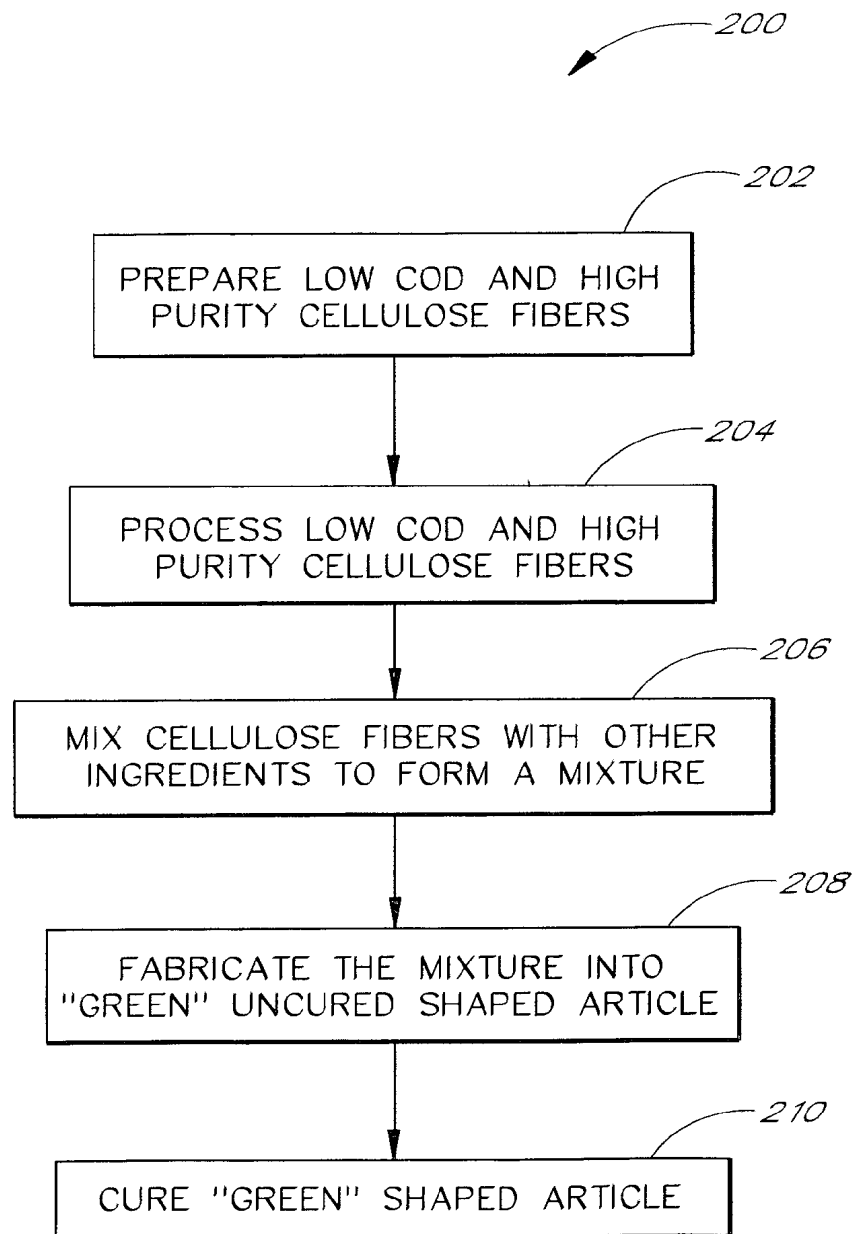 200
202
PREPARE LOW COD AND HIGH
PURITY CELLULOSE FIBERS
204
PROCESS LOW COD AND HIGH
PURITY CELLULOSE FIBERS
206
MIX CELLULOSE FIBERS WITH OTHER
INGREDIENTS TO FORM A MIXTURE
208
FABRICATE THE MIXTURE INTO
"GREEN" UNCURED SHAPED ARTICLE
210
CURE "GREEN" SHAPED ARTICLE